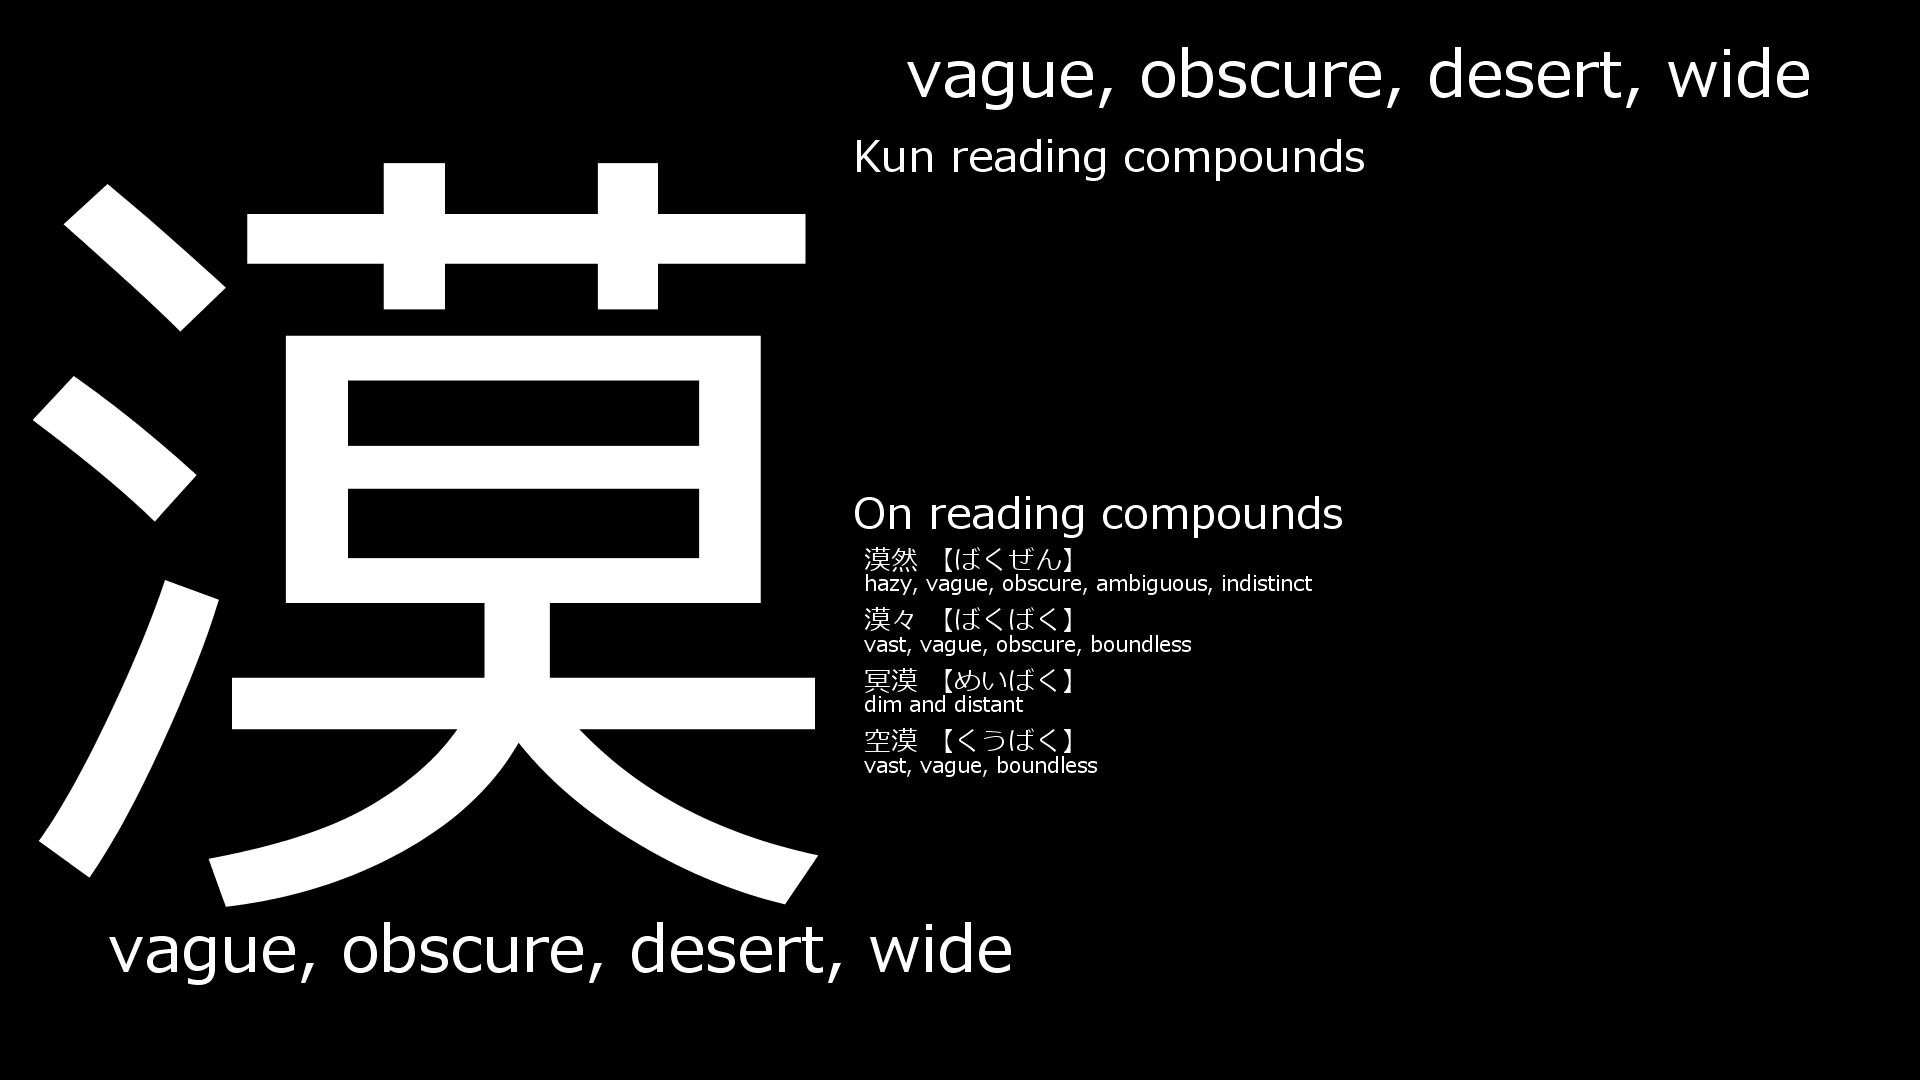 漠
vague, obscure, desert, wide
Kun reading compounds
On reading compounds
漠然 【ばくぜん】
hazy, vague, obscure, ambiguous, indistinct
漠々 【ばくばく】
vast, vague, obscure, boundless
冥漠 【めいばく】
dim and distant
空漠 【くうばく】
vast, vague, boundless
vague, obscure, desert, wide